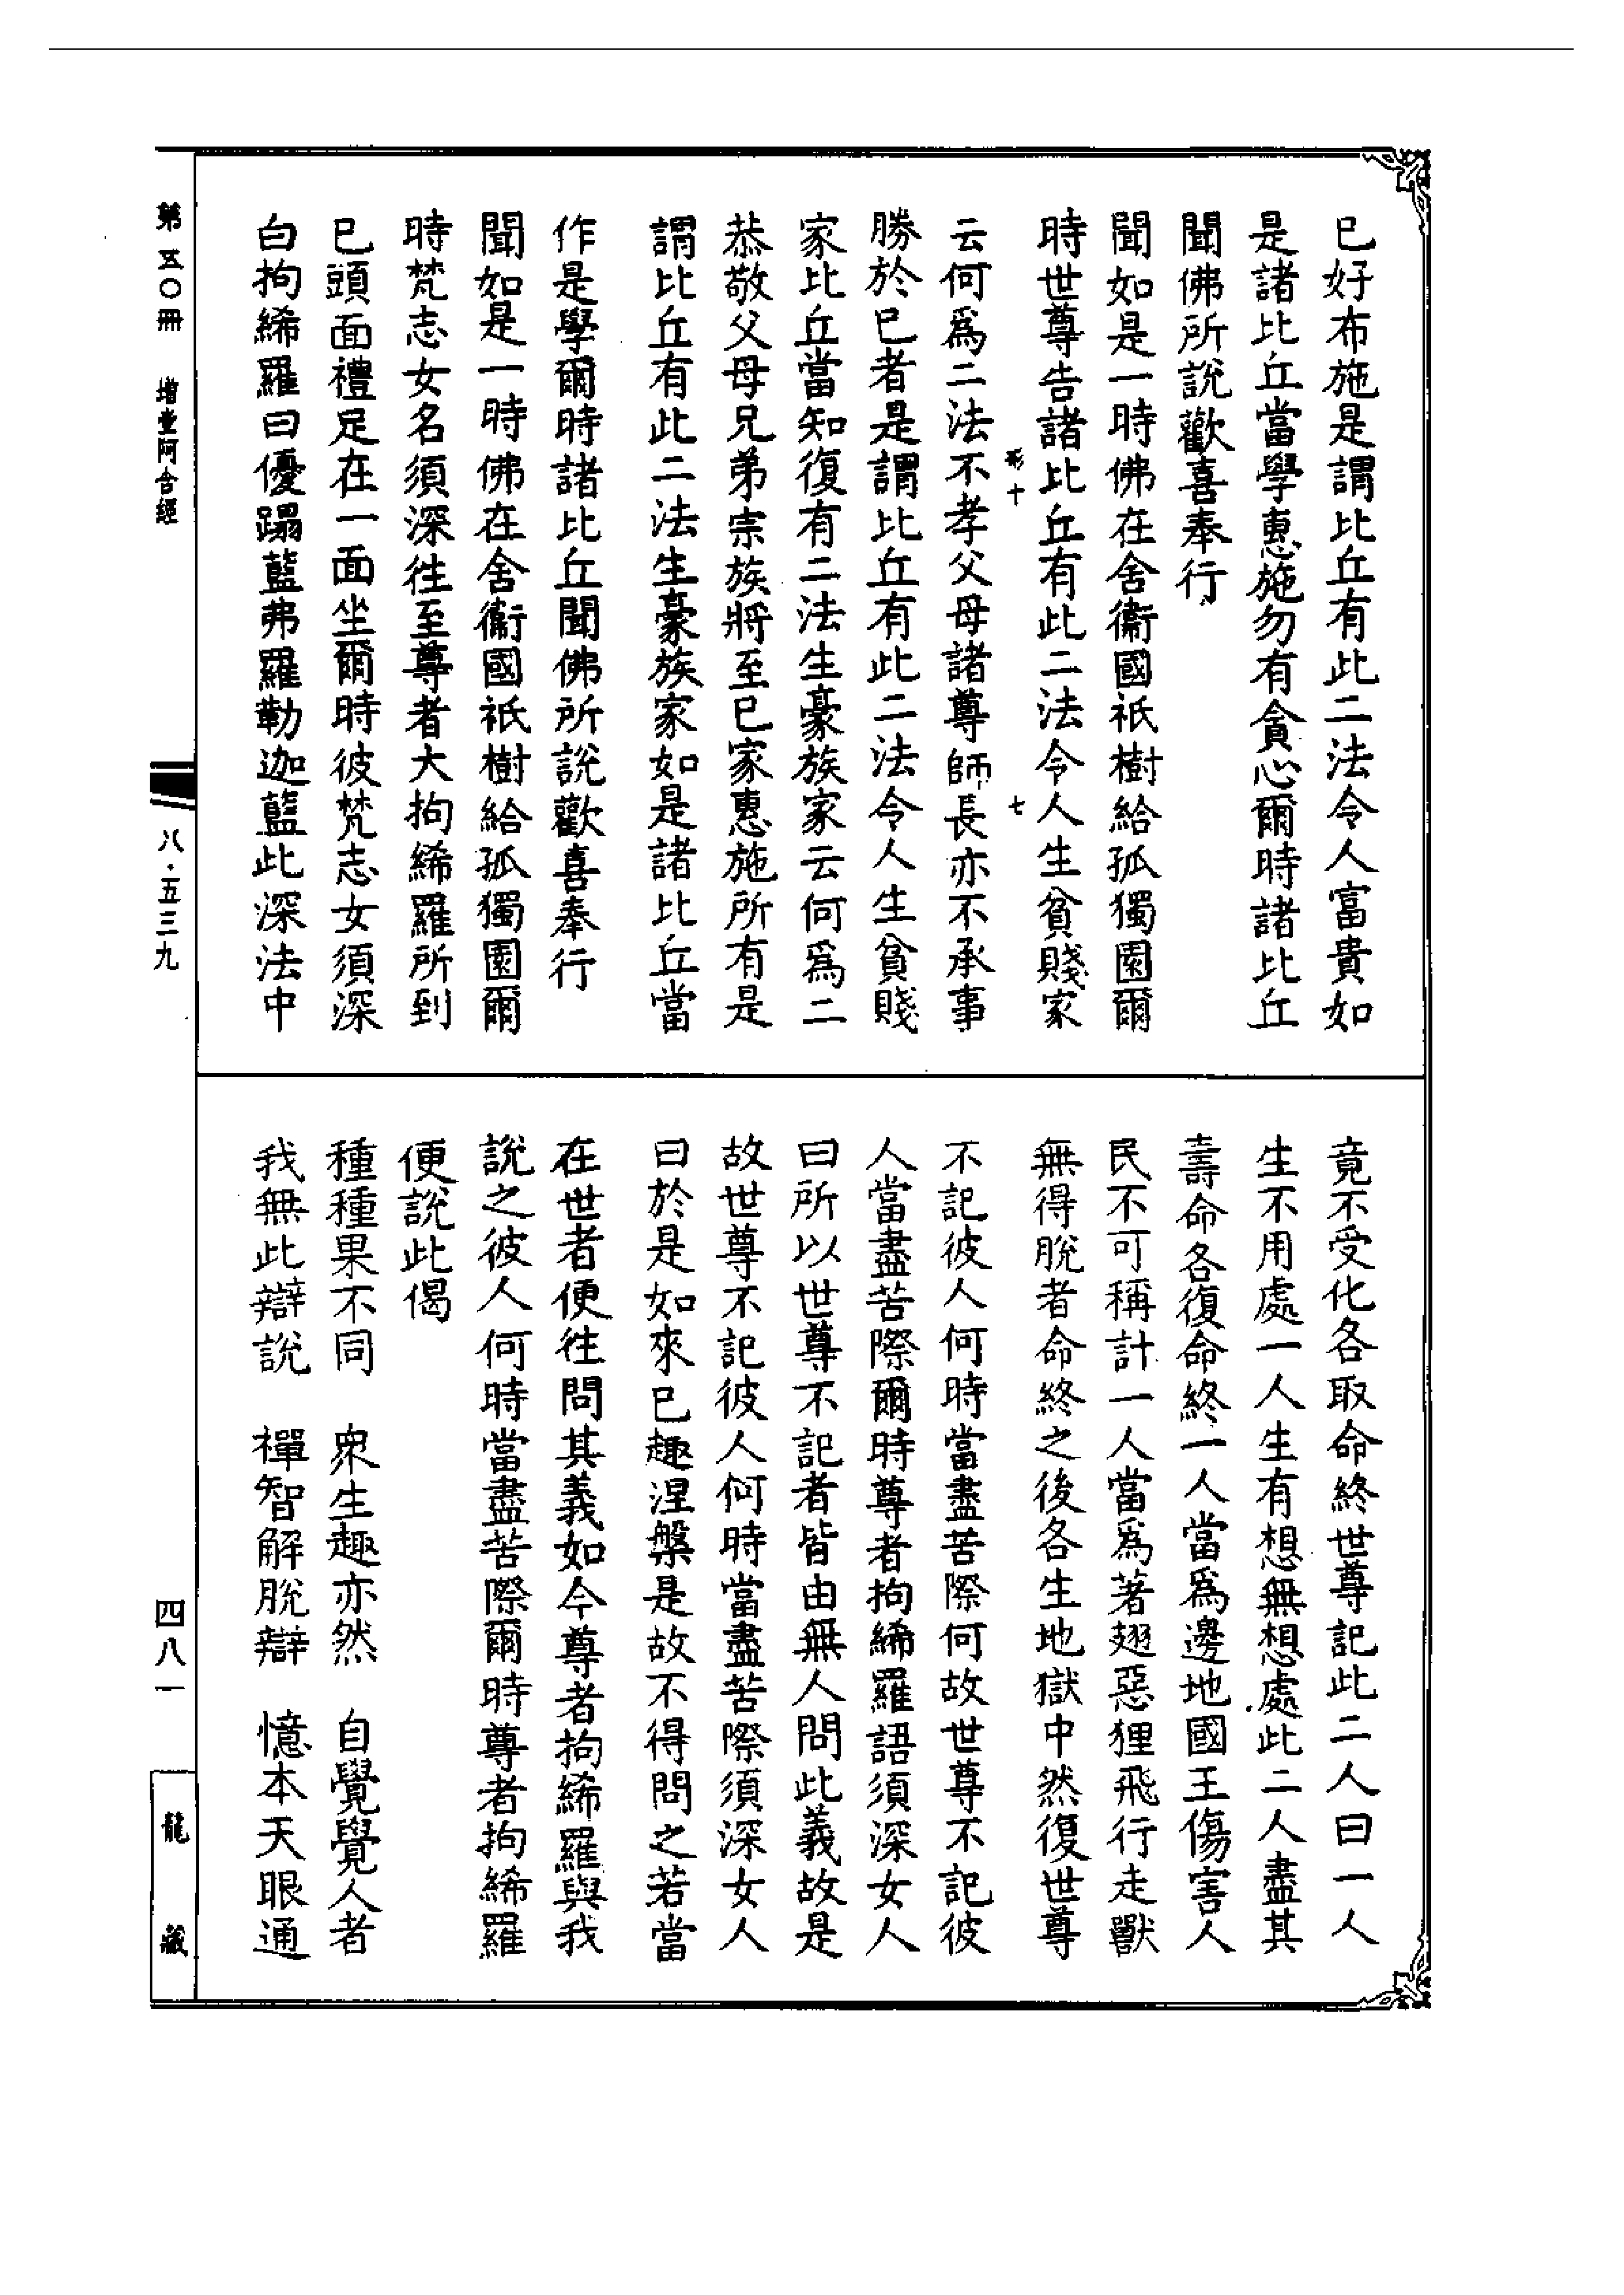 已好布施是謂比丘有此二法令人富貴如
是諸比丘當學惠施勿有貪心爾時諸比丘
聞佛所說歡喜奉行
聞如是一時佛在舍衞國祇樹給孤獨園爾
時世尊告諸比丘有此二法令人生貧賤家
形十 七
云何爲二法不孝父母諸尊師長亦不承事
勝於已者是謂比丘有此二法令人生貧賤
家比丘當知復有二法生豪族家云何爲二
恭敬父母兄弟宗族將至已家惠施所有是
謂比丘有此二法生豪族家如是諸比丘當
作是學爾時諸比丘聞佛所說歡喜奉行
聞如是一時佛在舍衞國祇樹給孤獨園爾
時梵志女名須深往至尊者大拘絺羅所到
已頭面禮足在一面坐爾時彼梵志女須深
白拘絺羅曰優蹋藍弗羅勒迦藍此深法中
竟不受化各取命終世尊記此二人曰一人
生不用處一人生有想無想處此二人盡其
壽命各復命終一人當爲邊地國王傷害人
民不可稱計一人當爲著翅惡狸飛行走獸
無得脫者命終之後各生地獄中然復世尊
不記彼人何時當盡苦際何故世尊不記彼
人當盡苦際爾時尊者拘絺羅語須深女人
曰所以世尊不記者皆由無人問此義故是
故世尊不記彼人何時當盡苦際須深女人
曰於是如來已趣涅槃是故不得問之若當
在世者便往問其義如今尊者拘絺羅與我
說之彼人何時當盡苦際爾時尊者拘絺羅
便說此偈
種種果不同 衆生趣亦然 自覺覺人者
我無此辯說 禪智解脫辯 憶本天眼通
第五〇冊 增壹阿含經
八·五三九
四八一
龍藏